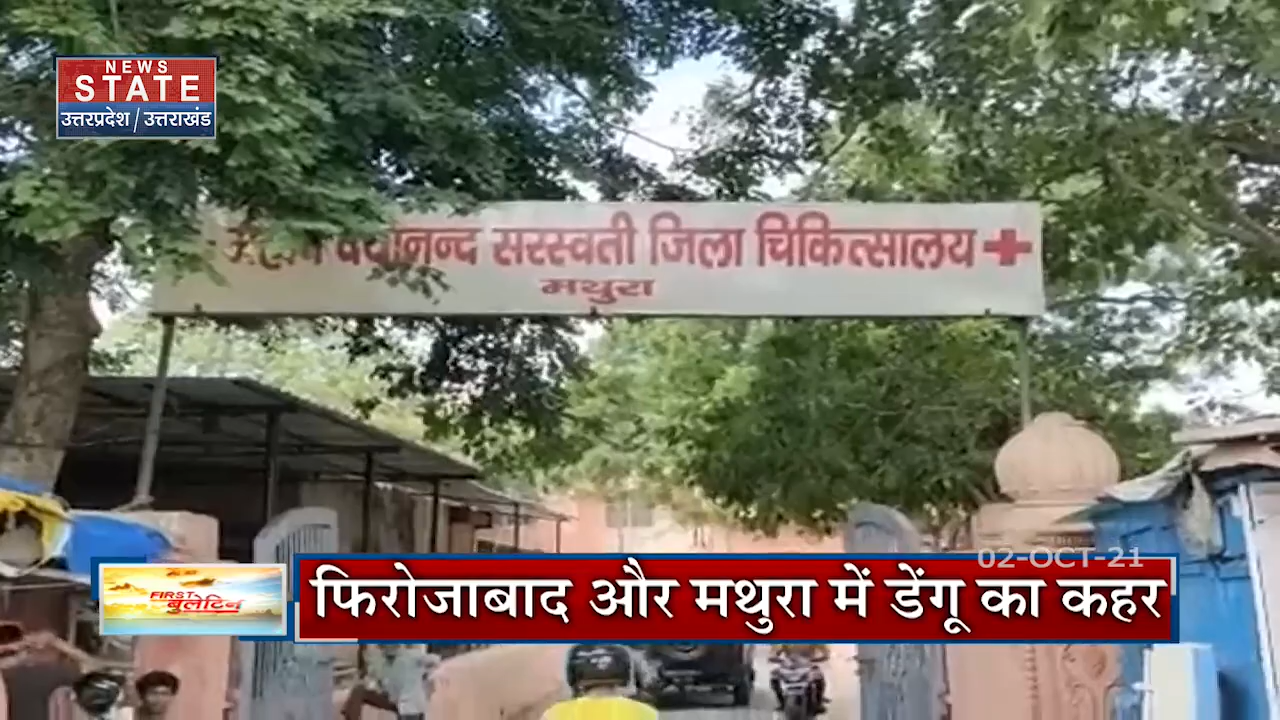 NEWS
STATE
उत्तरप्रदेश/उत्तराखंड
दयानन्द सरस्वती जिला चिकित्सालय
मथुरा
02-OCT-21
FIRST
बुलेटिन
फिरोजाबाद और मथुरा में डेंगू का कहर